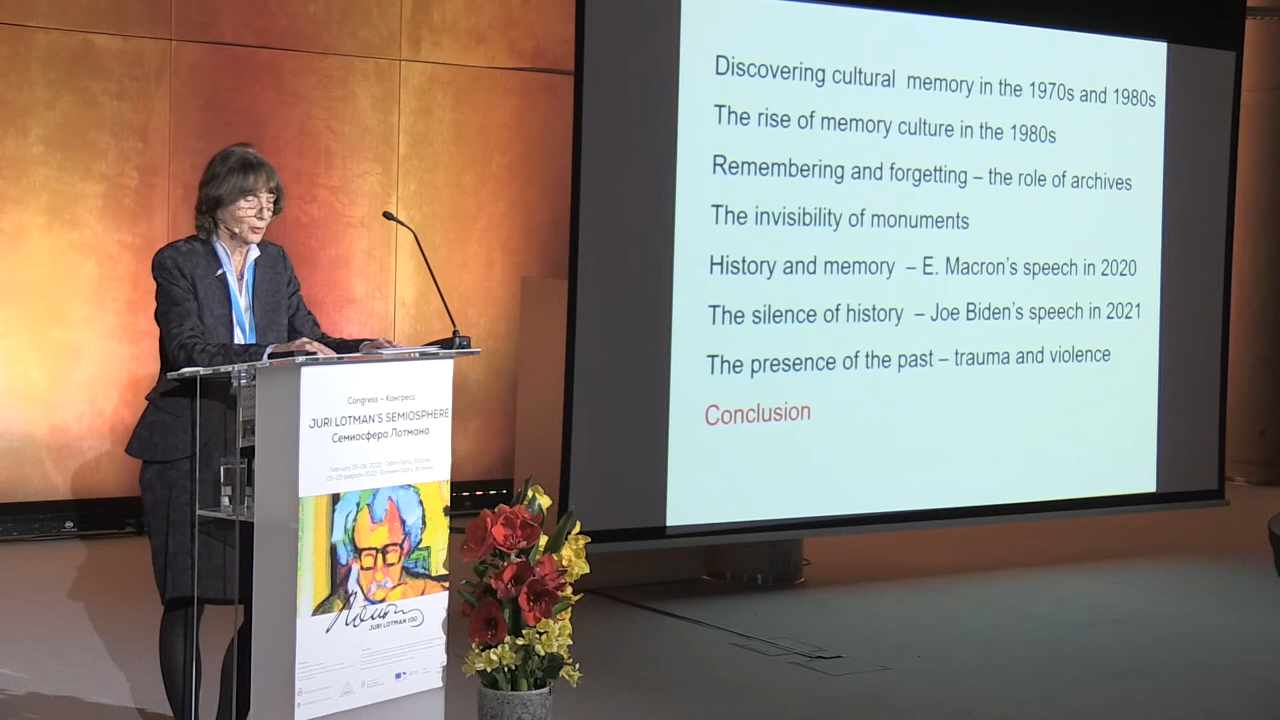 Discovering cultural memory in the 1970s and 1980s
The rise of memory culture in the 1980s
Remembering and forgetting – the role of archives
The invisibility of monuments
History and memory – E. Macron's speech in 2020
The silence of history – Joe Biden's speech in 2021
The presence of the past – trauma and violence
Conclusion
Congress – Конгресс
JURI LOTMAN'S SEMIOSPHERE
Семиосфера Лотмана
JURI LOTMAN 100